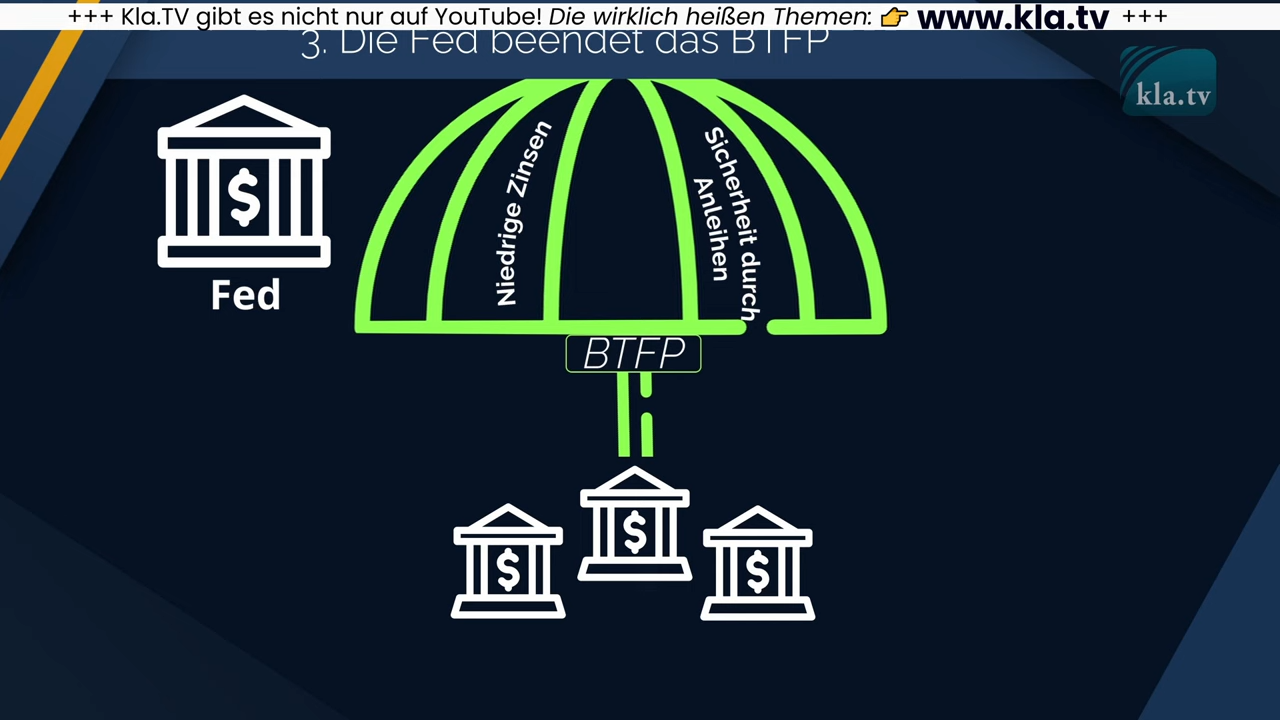 +++ Kla.TV gibt es nicht nur auf YouTube! Die wirklich heißen Themen: 👉 www.kla.tv +++
3. Die Fed beendet das BTFP
kla.tv
Niedrige Zinsen
Sicherheit durch
Anleihen
$
Fed
BTFP
$
$
$